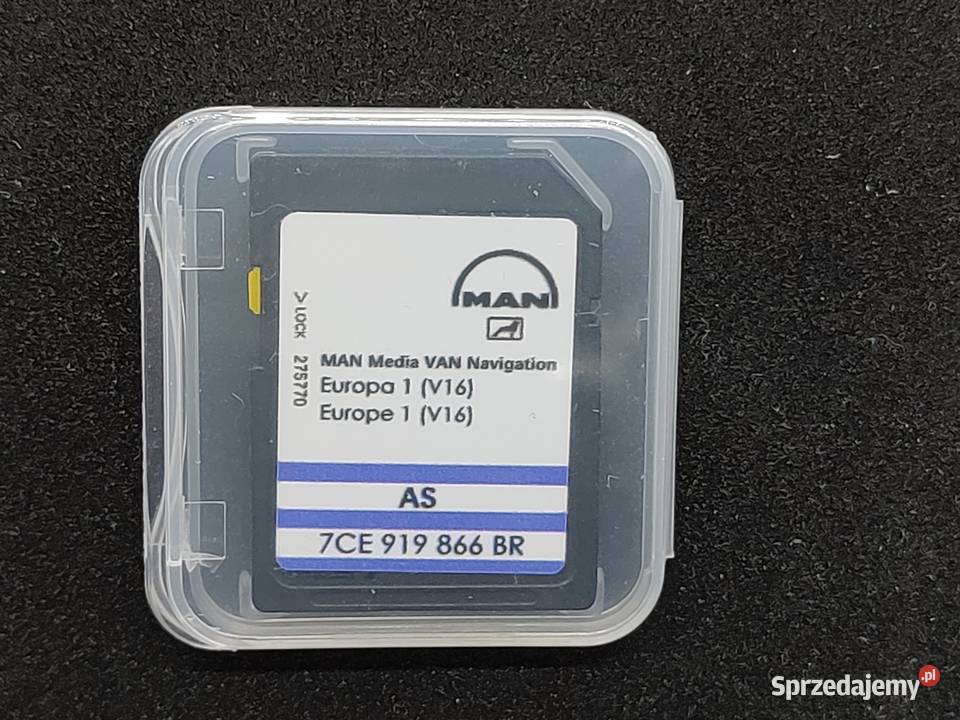 MAN
MAN Media VAN Navigation
Europa 1 (V16)
Europe 1 (V16)
> LOCK 275770
AS
7CE 919 866 BR
Sprzedajemy.pl